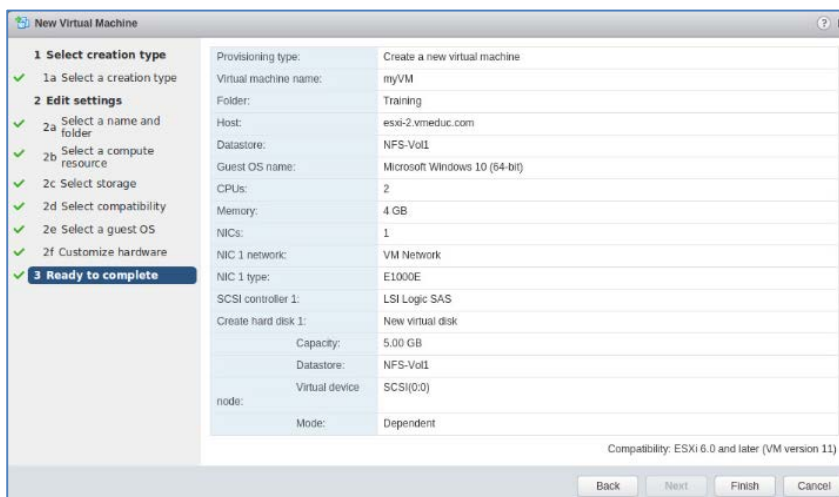 New Virtual Machine
?
1 Select creation type
1a Select a creation type
2 Edit settings
2a Select a name and
folder
2b Select a compute
resource
2c Select storage
2d Select compatibility
2e Select a guest OS
2f Customize hardware
3 Ready to complete
Provisioning type: Create a new virtual machine
Virtual machine name: myVM
Folder: Training
Host: esxi-2.vmeduc.com
Datastore: NFS-Vol1
Guest OS name: Microsoft Windows 10 (64-bit)
CPUs: 2
Memory: 4 GB
NICs: 1
NIC 1 network: VM Network
NIC 1 type: E1000E
SCSI controller 1: LSI Logic SAS
Create hard disk 1: New virtual disk
Capacity: 5.00 GB
Datastore: NFS-Vol1
Virtual device SCSI(0:0)
node:
Mode: Dependent
Compatibility: ESXi 6.0 and later (VM version 11)
Back Next Finish Cancel